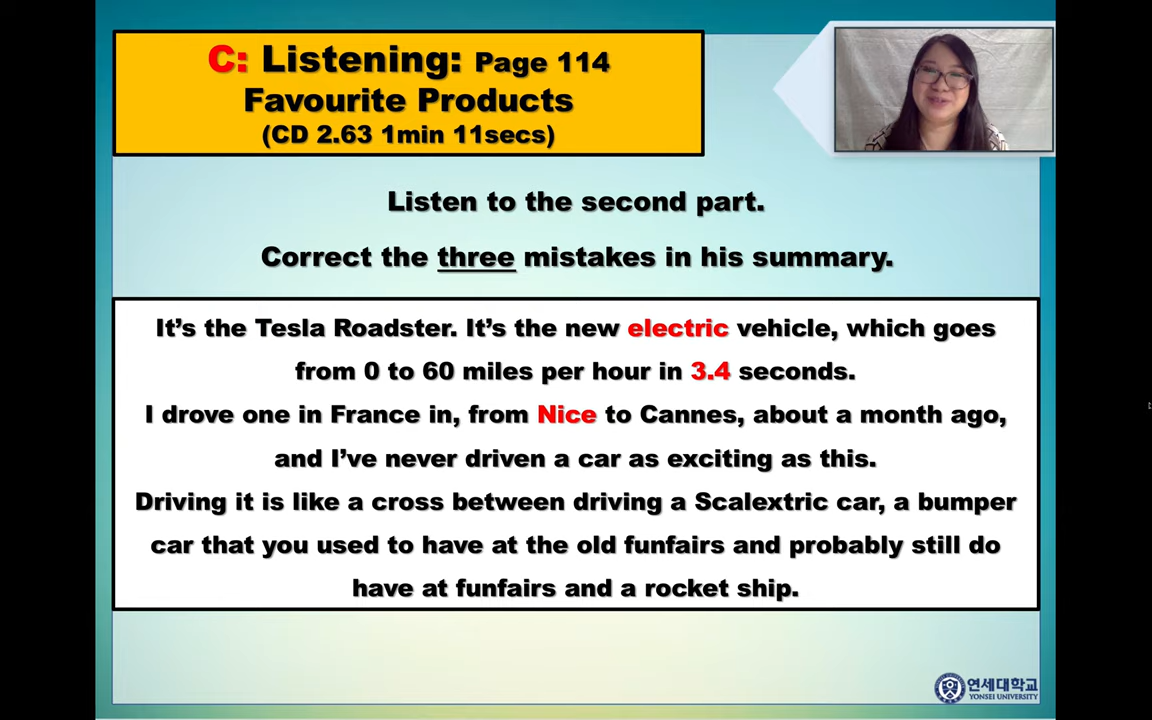 C: Listening: Page 114
Favourite Products
(CD 2.63 1min 11secs)
Listen to the second part.
Correct the three mistakes in his summary.
It’s the Tesla Roadster. It’s the new electric vehicle, which goes
from 0 to 60 miles per hour in 3.4 seconds.
I drove one in France in, from Nice to Cannes, about a month ago,
and I’ve never driven a car as exciting as this.
Driving it is like a cross between driving a Scalextric car, a bumper
car that you used to have at the old funfairs and probably still do
have at funfairs and a rocket ship.
연세대학교
YONSEI UNIVERSITY